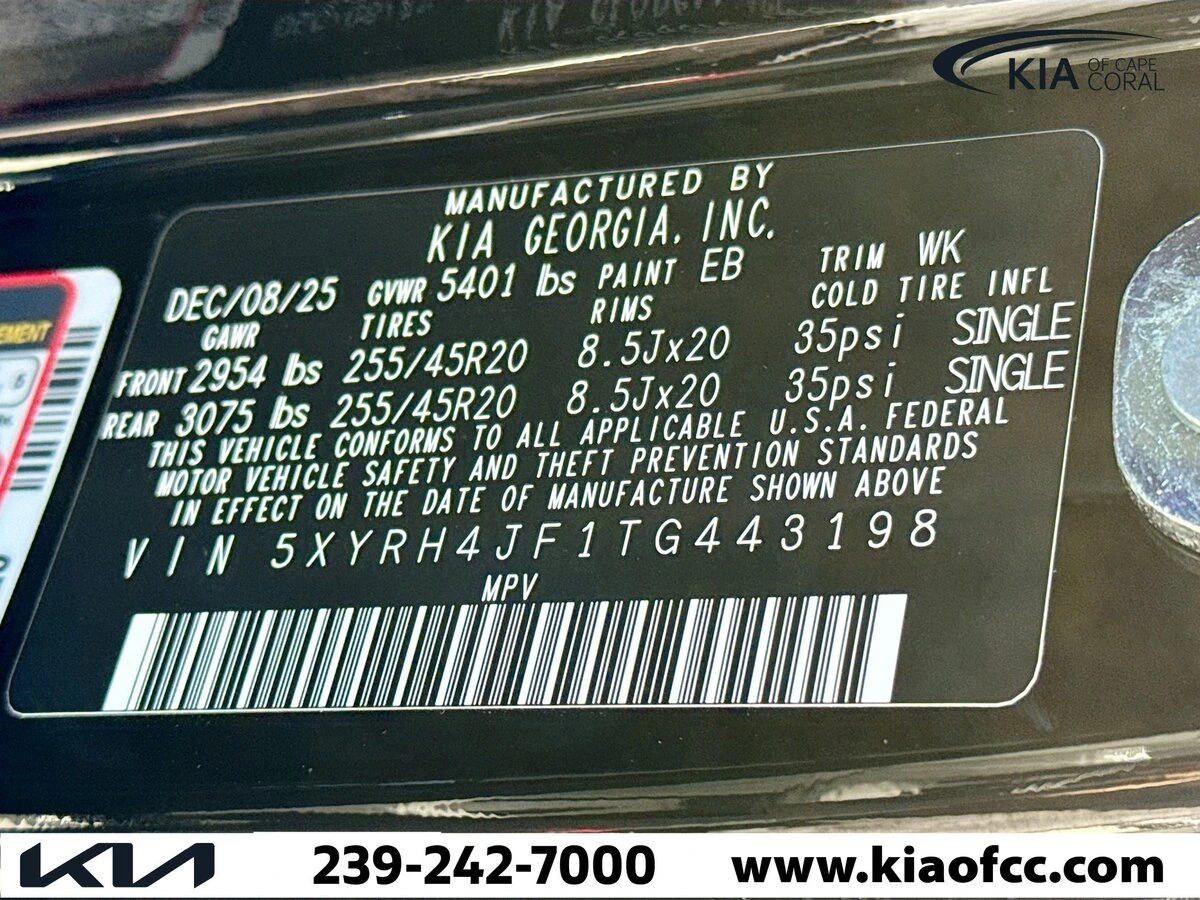 KIA OF CAPE CORAL
MANUFACTURED BY
KIA GEORGIA, INC.
DEC/08/25 GVWR 5401 lbs PAINT EB TRIM WK
GAWR TIRES RIMS COLD TIRE INFL
FRONT 2954 lbs 255/45R20 8.5Jx20 35psi SINGLE
REAR 3075 lbs 255/45R20 8.5Jx20 35psi SINGLE
THIS VEHICLE CONFORMS TO ALL APPLICABLE U.S.A. FEDERAL
MOTOR VEHICLE SAFETY AND THEFT PREVENTION STANDARDS
IN EFFECT ON THE DATE OF MANUFACTURE SHOWN ABOVE
VIN 5XYRH4JF1TG443198
MPV
KIA 239-242-7000 www.kiaofcc.com